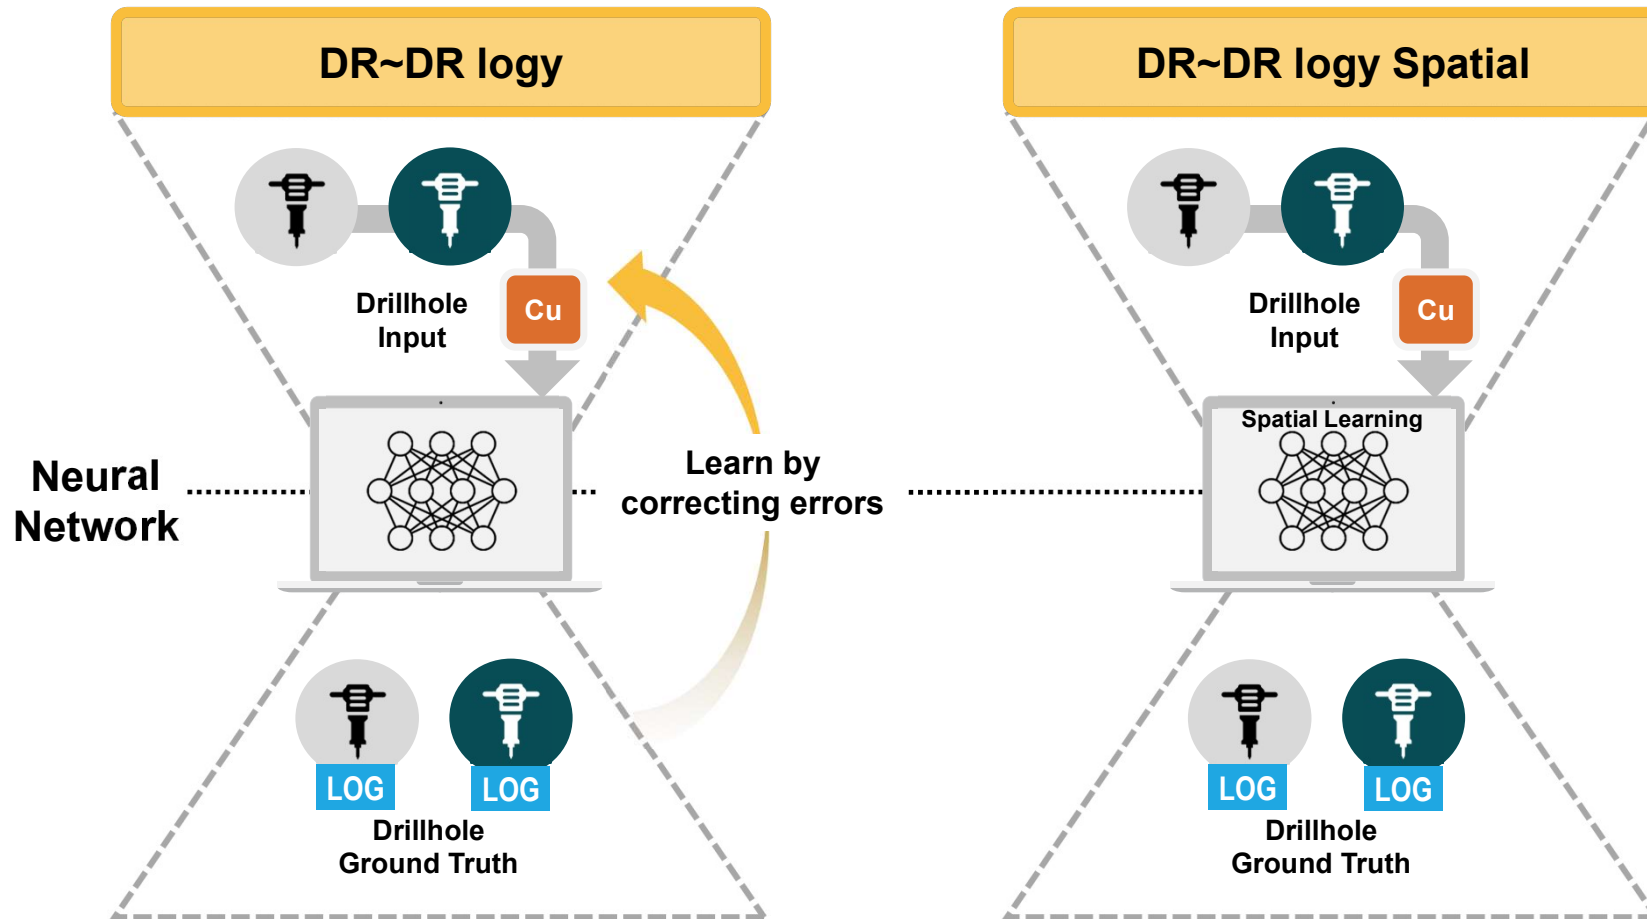 DR~DR logy
DR~DR logy Spatial
Drillhole
Input
Cu
Drillhole
Input
Cu
Neural
Network
Learn by
correcting errors
Spatial Learning
LOG
LOG
Drillhole
Ground Truth
LOG
LOG
Drillhole
Ground Truth